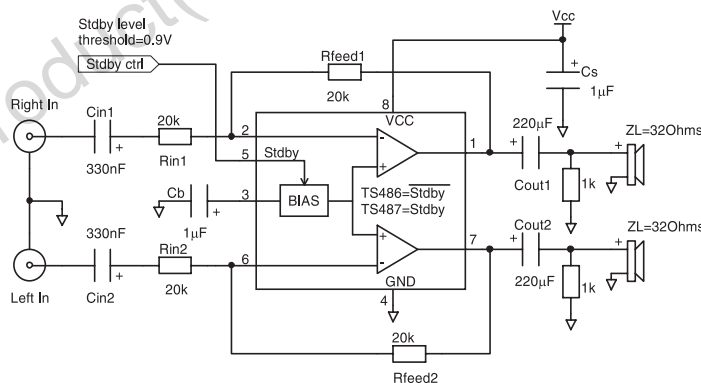 Stdby level
threshold=0.9V
Stdby ctrl
Vcc
Rfeed1
20k
Cs
1µF
Right In
Cin1
330nF
20k
Rin1
8
VCC
2
5
Stdby
1
220µF
Cout1
ZL=32Ohms
1k
Cb
1µF
3
BIAS
TS486=Stdby
TS487=Stdby
330nF
Rin2
20k
6
7
Cout2
220µF
ZL=32Ohms
1k
Left In
Cin2
GND
4
20k
Rfeed2
roduct(